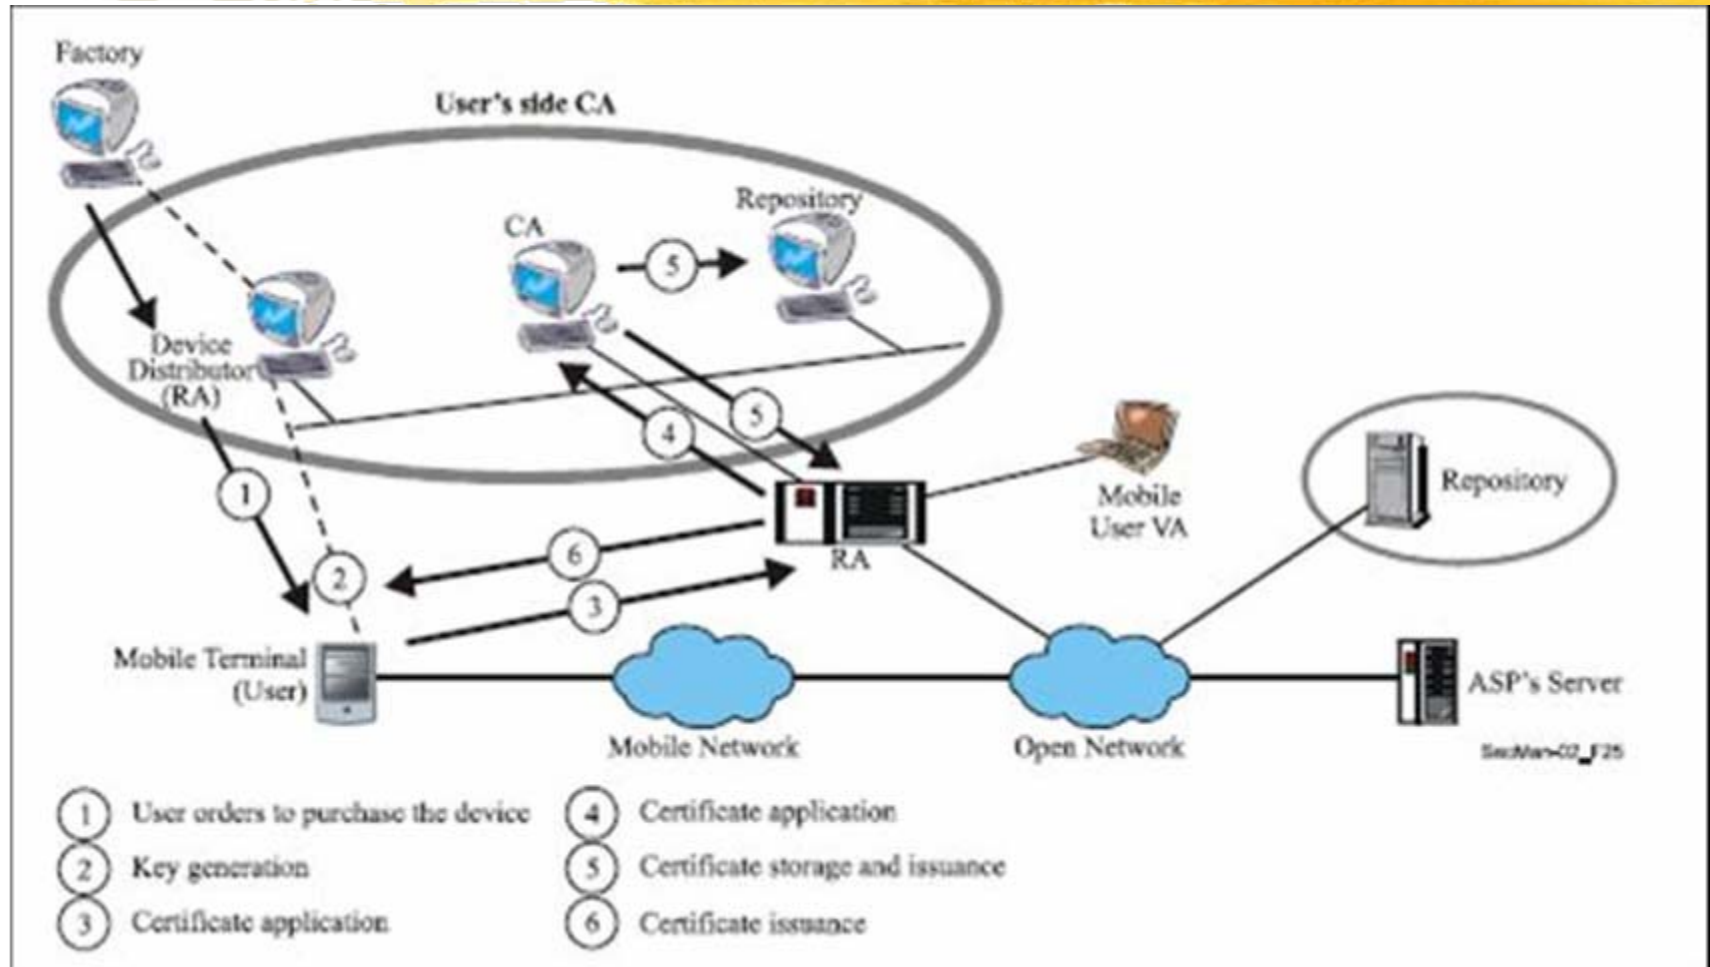 Factory
User's side CA
Repository
CA
Device
Distributor
(RA)
5
5
4
1
Mobile
User VA
Repository
6
RA
2
3
Mobile Terminal
(User)
ASP's Server
Mobile Network
Open Network
SecMan-02_F25
1 User orders to purchase the device
4 Certificate application
2 Key generation
5 Certificate storage and issuance
3 Certificate application
6 Certificate issuance